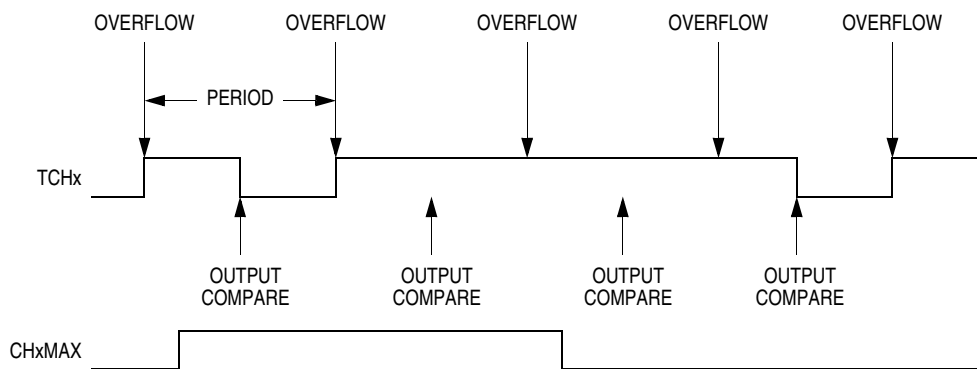 OVERFLOW OVERFLOW OVERFLOW OVERFLOW OVERFLOW
PERIOD
TCHx
OUTPUT OUTPUT OUTPUT OUTPUT
COMPARE COMPARE COMPARE COMPARE
CHxMAX